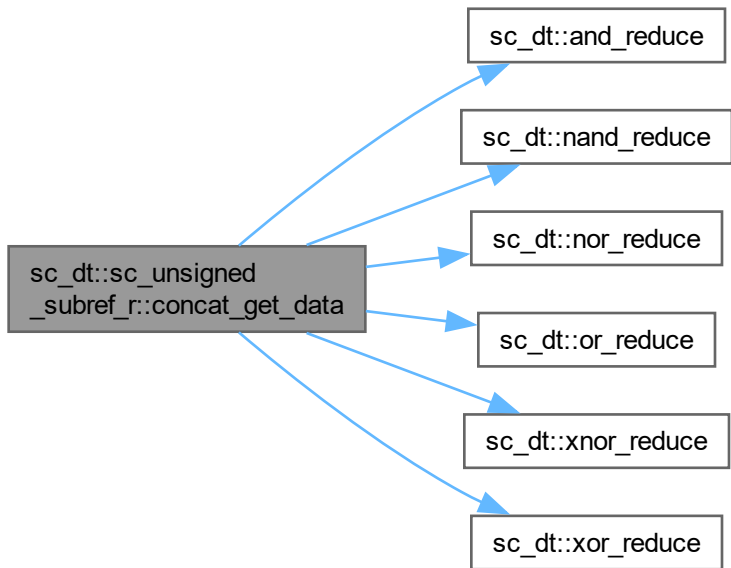 sc_dt::and_reduce
sc_dt::nand_reduce
sc_dt::nor_reduce
sc_dt::sc_unsigned
_subref_r::concat_get_data
sc_dt::or_reduce
sc_dt::xnor_reduce
sc_dt::xor_reduce